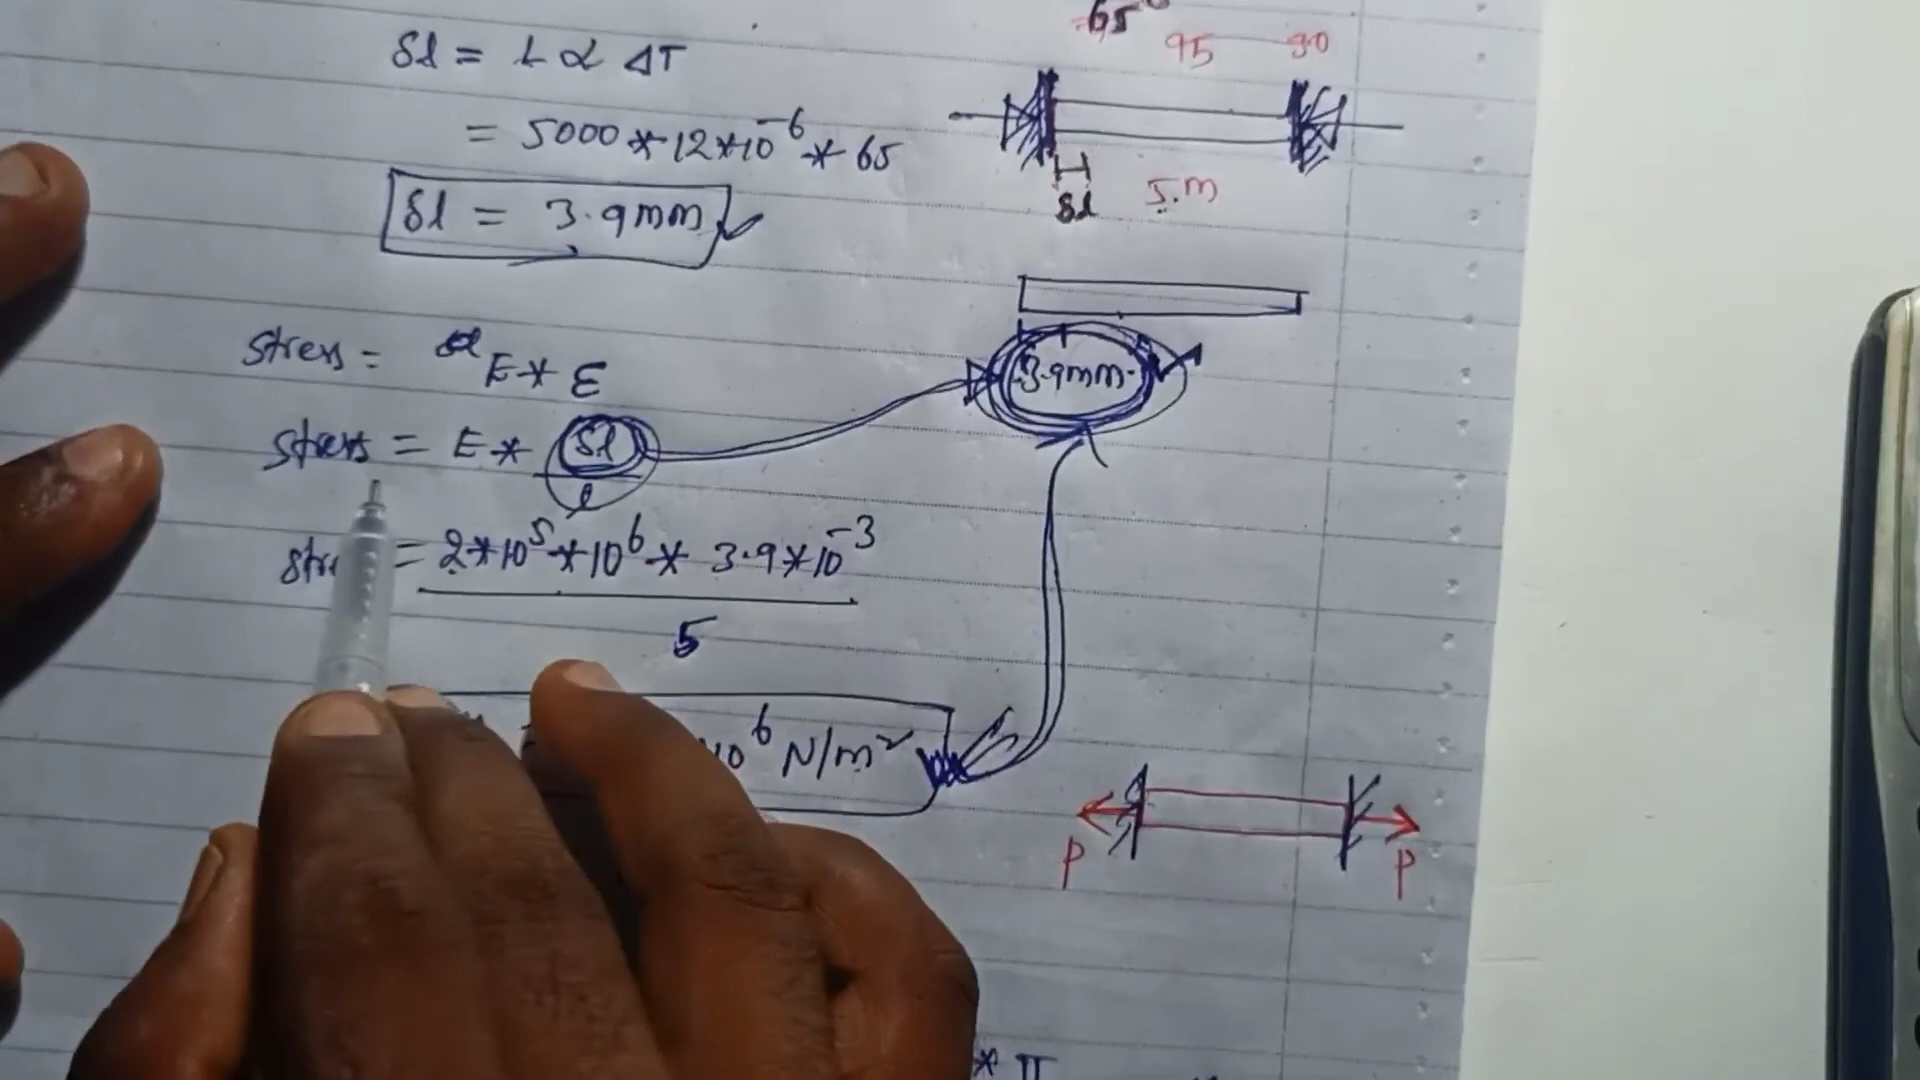 65°
95 30
δl = L α ΔT
= 5000 * 12 * 10⁻⁶ * 65
δl = 3.9mm
δl 5.m
Stress = E * ε
3.9mm
stress = E * δl
l
= 2 * 10⁵ * 10⁶ * 3.9 * 10⁻³
5
10⁶ N/m²
P P
* π